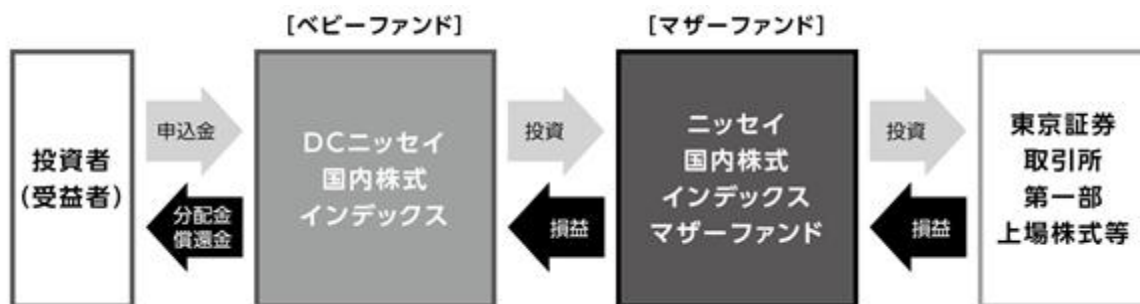 ［ベビーファンド］
［マザーファンド］
投資者
(受益者)
申込金
分配金
償還金
DCニッセイ
国内株式
インデックス
投資
損益
ニッセイ
国内株式
インデックス
マザーファンド
投資
損益
東京証券
取引所
第一部
上場株式等